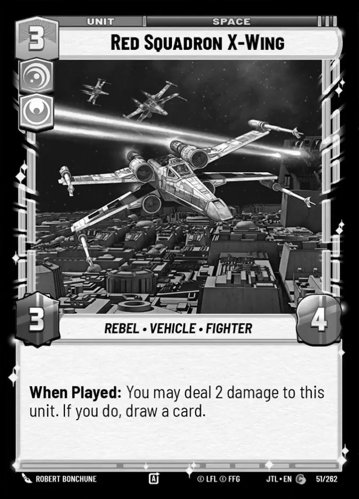 UNIT
SPACE
3
RED SQUADRON X-WING
3
4
REBEL • VEHICLE • FIGHTER
When Played: You may deal 2 damage to this
unit. If you do, draw a card.
ROBERT BONCHUNE
A
© LFL © FFG
JTL • EN
C
51/262